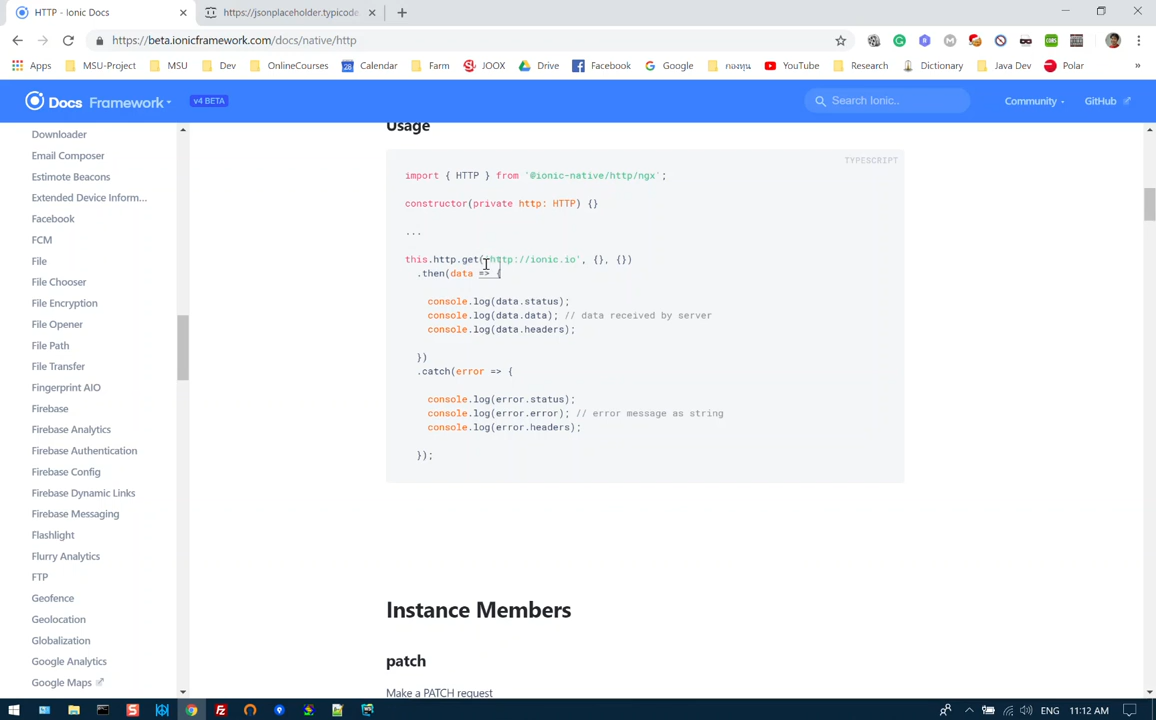 HTTP - Ionic Docs
https://jsonplaceholder.typicode
https://beta.ionicframework.com/docs/native/http
Apps MSU-Project MSU Dev OnlineCourses Calendar Farm JOOX Drive Facebook Google กองทุน YouTube Research Dictionary Java Dev Polar »
Docs Framework v4 BETA Search Ionic.. Community GitHub
Downloader
Email Composer
Estimote Beacons
Extended Device Inform...
Facebook
FCM
File
File Chooser
File Encryption
File Opener
File Path
File Transfer
Fingerprint AIO
Firebase
Firebase Analytics
Firebase Authentication
Firebase Config
Firebase Dynamic Links
Firebase Messaging
Flashlight
Flurry Analytics
FTP
Geofence
Geolocation
Globalization
Google Analytics
Google Maps
Usage
TYPESCRIPT
import { HTTP } from '@ionic-native/http/ngx';
constructor(private http: HTTP) {}
...
this.http.get('http://ionic.io', {}, {})
.then(data => {
console.log(data.status);
console.log(data.data); // data received by server
console.log(data.headers);
})
.catch(error => {
console.log(error.status);
console.log(error.error); // error message as string
console.log(error.headers);
});
Instance Members
patch
Make a PATCH request
ENG 11:12 AM